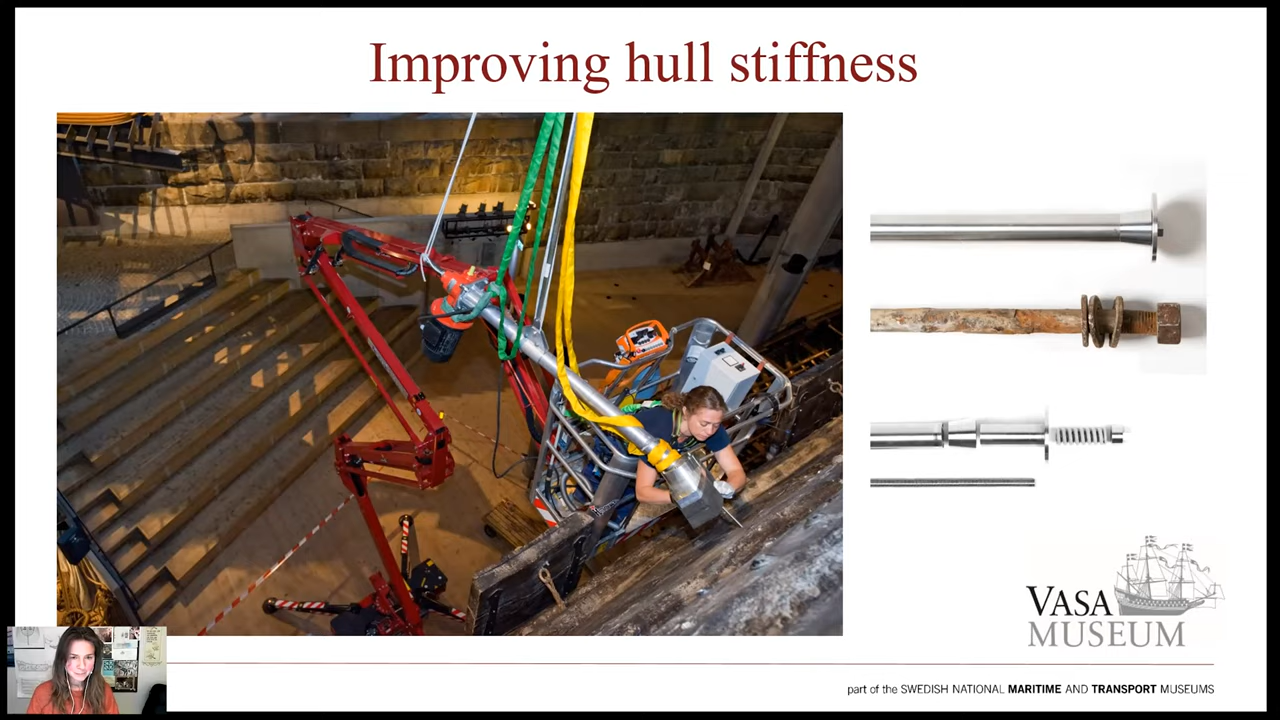 Improving hull stiffness
VASA
MUSEUM
part of the SWEDISH NATIONAL MARITIME AND TRANSPORT MUSEUMS